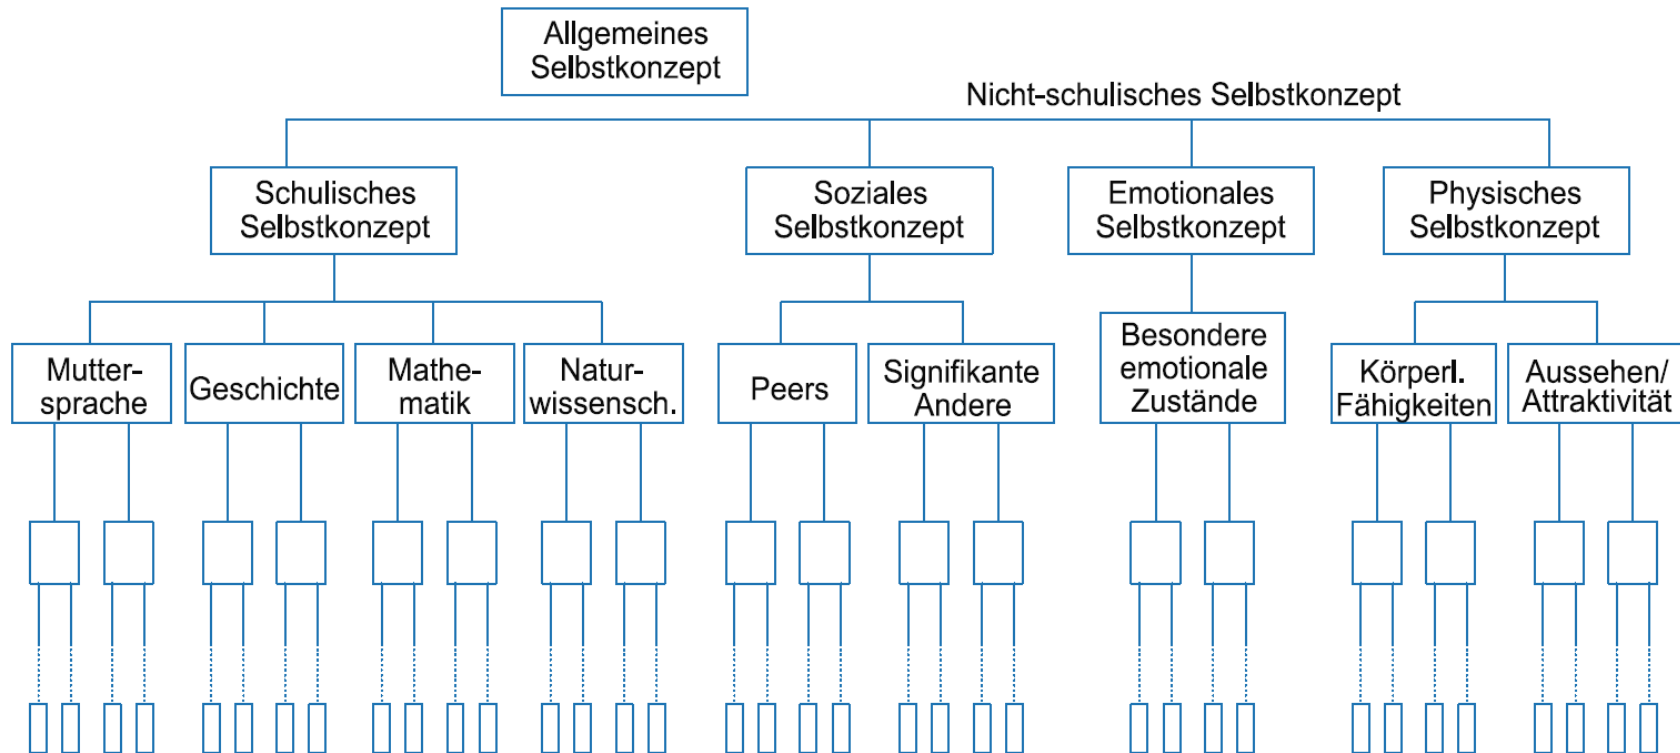 Allgemeines
Selbstkonzept
Nicht-schulisches Selbstkonzept
Schulisches
Selbstkonzept
Soziales
Selbstkonzept
Emotionales
Selbstkonzept
Physisches
Selbstkonzept
Mutter-
sprache
Geschichte
Mathe-
matik
Natur-
wissensch.
Peers
Signifikante
Andere
Besondere
emotionale
Zustände
Körperl.
Fähigkeiten
Aussehen/
Attraktivität